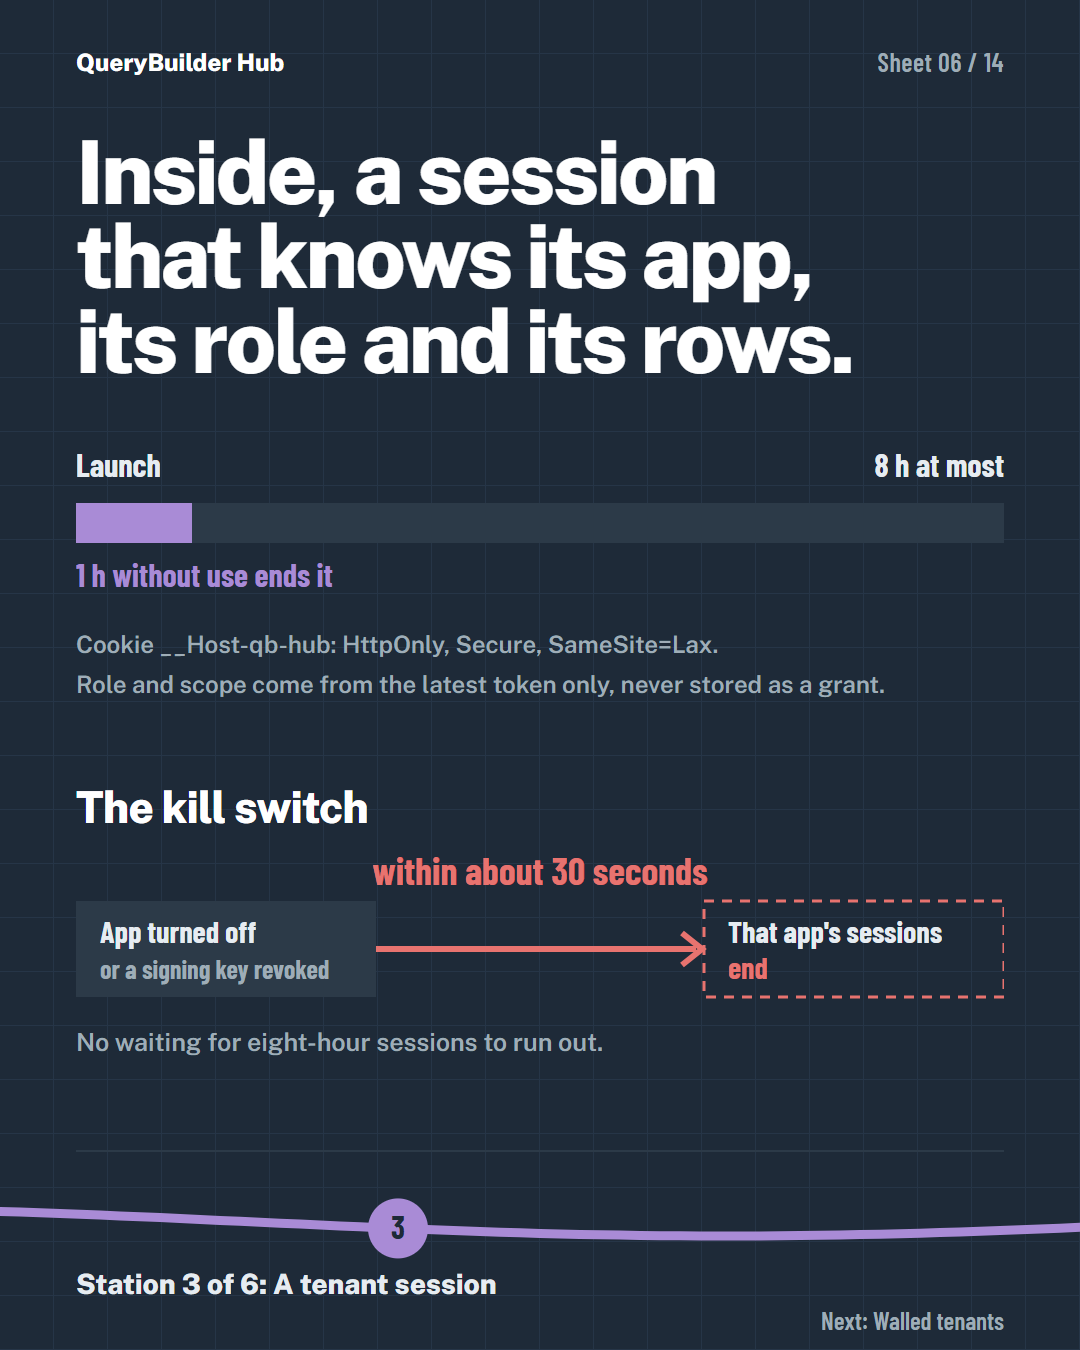 QueryBuilder Hub
Sheet 06 / 14
Inside, a session
that knows its app,
its role and its rows.
Launch
8 h at most
1 h without use ends it
Cookie __Host-qb-hub: HttpOnly, Secure, SameSite=Lax.
Role and scope come from the latest token only, never stored as a grant.
The kill switch
within about 30 seconds
App turned off
or a signing key revoked
That app's sessions
end
No waiting for eight-hour sessions to run out.
3
Station 3 of 6: A tenant session
Next: Walled tenants